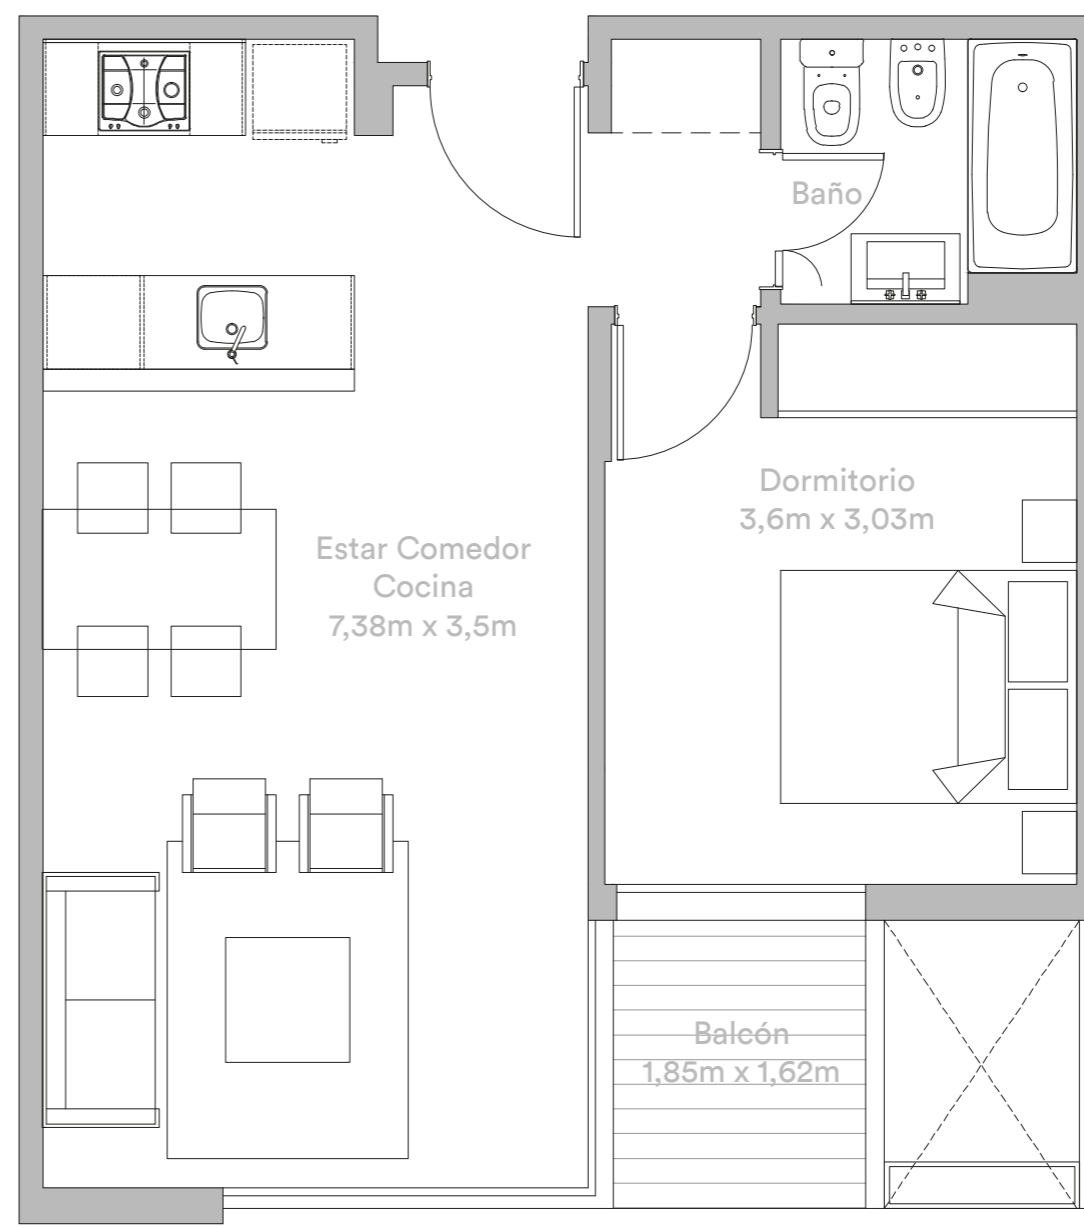 Baño
Dormitorio
3,6m x 3,03m
Estar Comedor
Cocina
7,38m x 3,5m
Balcón
1,85m x 1,62m